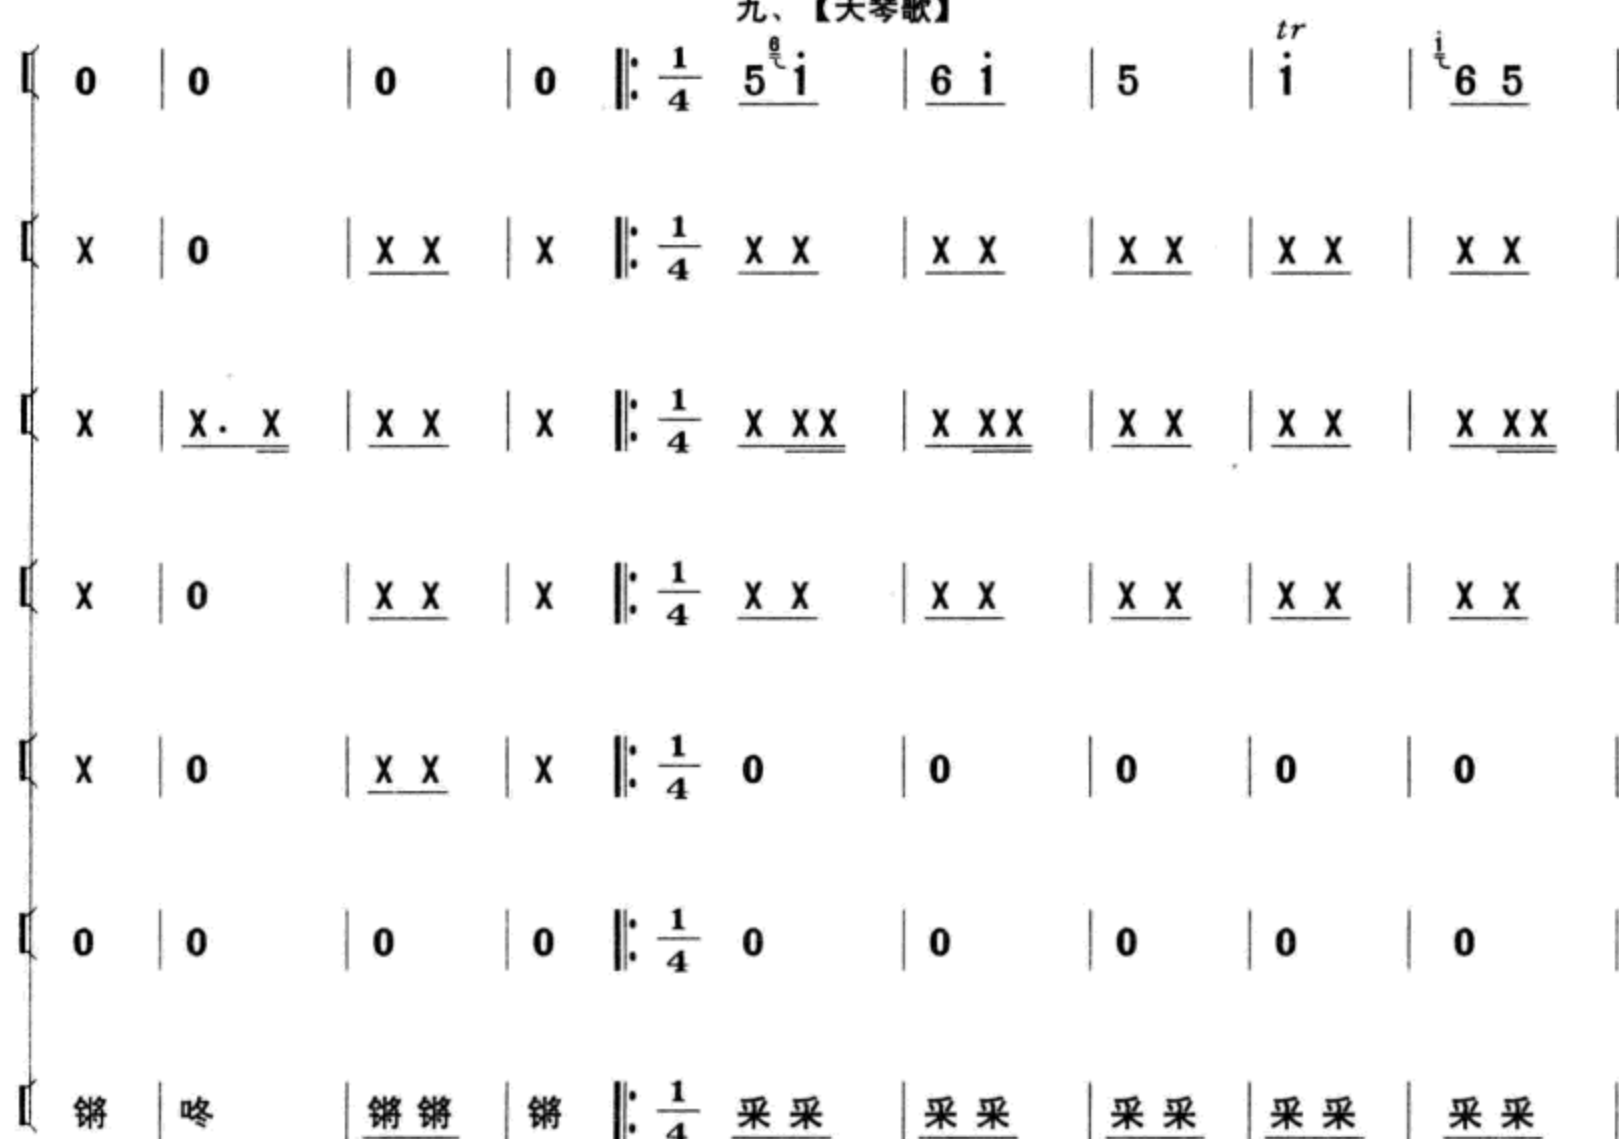 九、【天琴歌】
tr
0 | 0 | 0 | 0 ‖: 1/4 5 6 i̇ | 6 i̇ | 5 | i̇ | i̇ 6 5 |
X | 0 | X X | X ‖: 1/4 X X | X X | X X | X X | X X |
X | X. X | X X | X ‖: 1/4 X XX | X XX | X X | X X | X XX |
X | 0 | X X | X ‖: 1/4 X X | X X | X X | X X | X X |
X | 0 | X X | X ‖: 1/4 0 | 0 | 0 | 0 | 0 |
0 | 0 | 0 | 0 ‖: 1/4 0 | 0 | 0 | 0 | 0 |
锵 | 咚 | 锵 锵 | 锵 ‖: 1/4 采 采 | 采 采 | 采 采 | 采 采 | 采 采 |